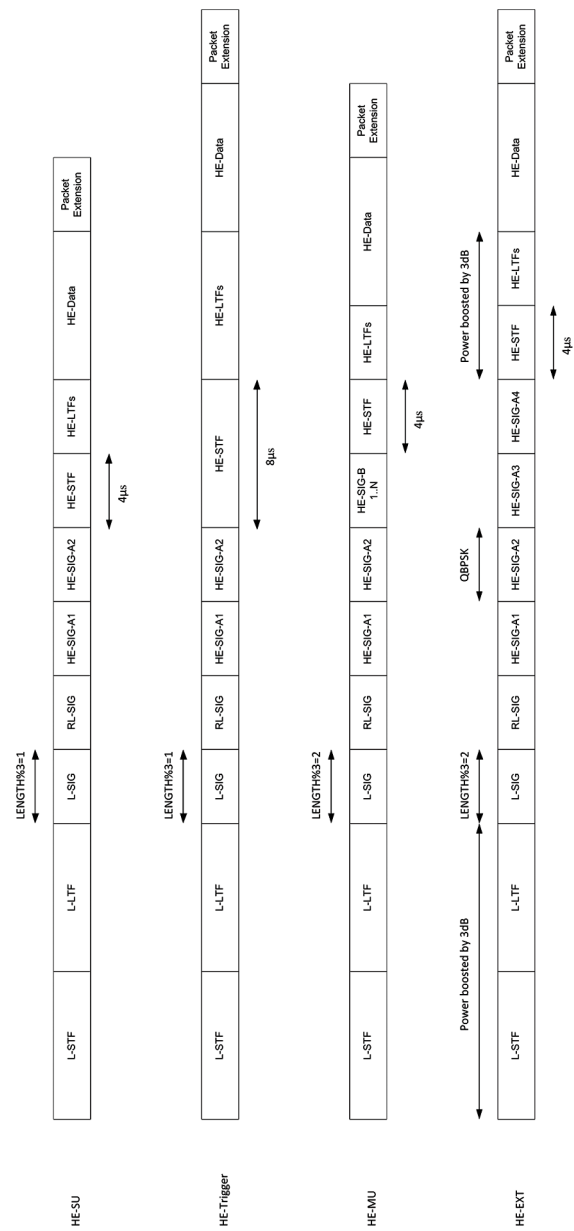 HE-SU
LENGTH%3=1
L-STF
L-LTF
L-SIG
RL-SIG
HE-SIG-A1
HE-SIG-A2
HE-STF
HE-LTFs
HE-Data
Packet
Extension
4µs
HE-Trigger
LENGTH%3=1
L-STF
L-LTF
L-SIG
RL-SIG
HE-SIG-A1
HE-SIG-A2
HE-STF
HE-LTFs
HE-Data
Packet
Extension
8µs
HE-MU
LENGTH%3=2
L-STF
L-LTF
L-SIG
RL-SIG
HE-SIG-A1
HE-SIG-A2
HE-SIG-B
1..N
HE-STF
HE-LTFs
HE-Data
Packet
Extension
4µs
HE-EXT
Power boosted by 3dB
LENGTH%3=2
QBPSK
Power boosted by 3dB
L-STF
L-LTF
L-SIG
RL-SIG
HE-SIG-A1
HE-SIG-A2
HE-SIG-A3
HE-SIG-A4
HE-STF
HE-LTFs
HE-Data
Packet
Extension
4µs